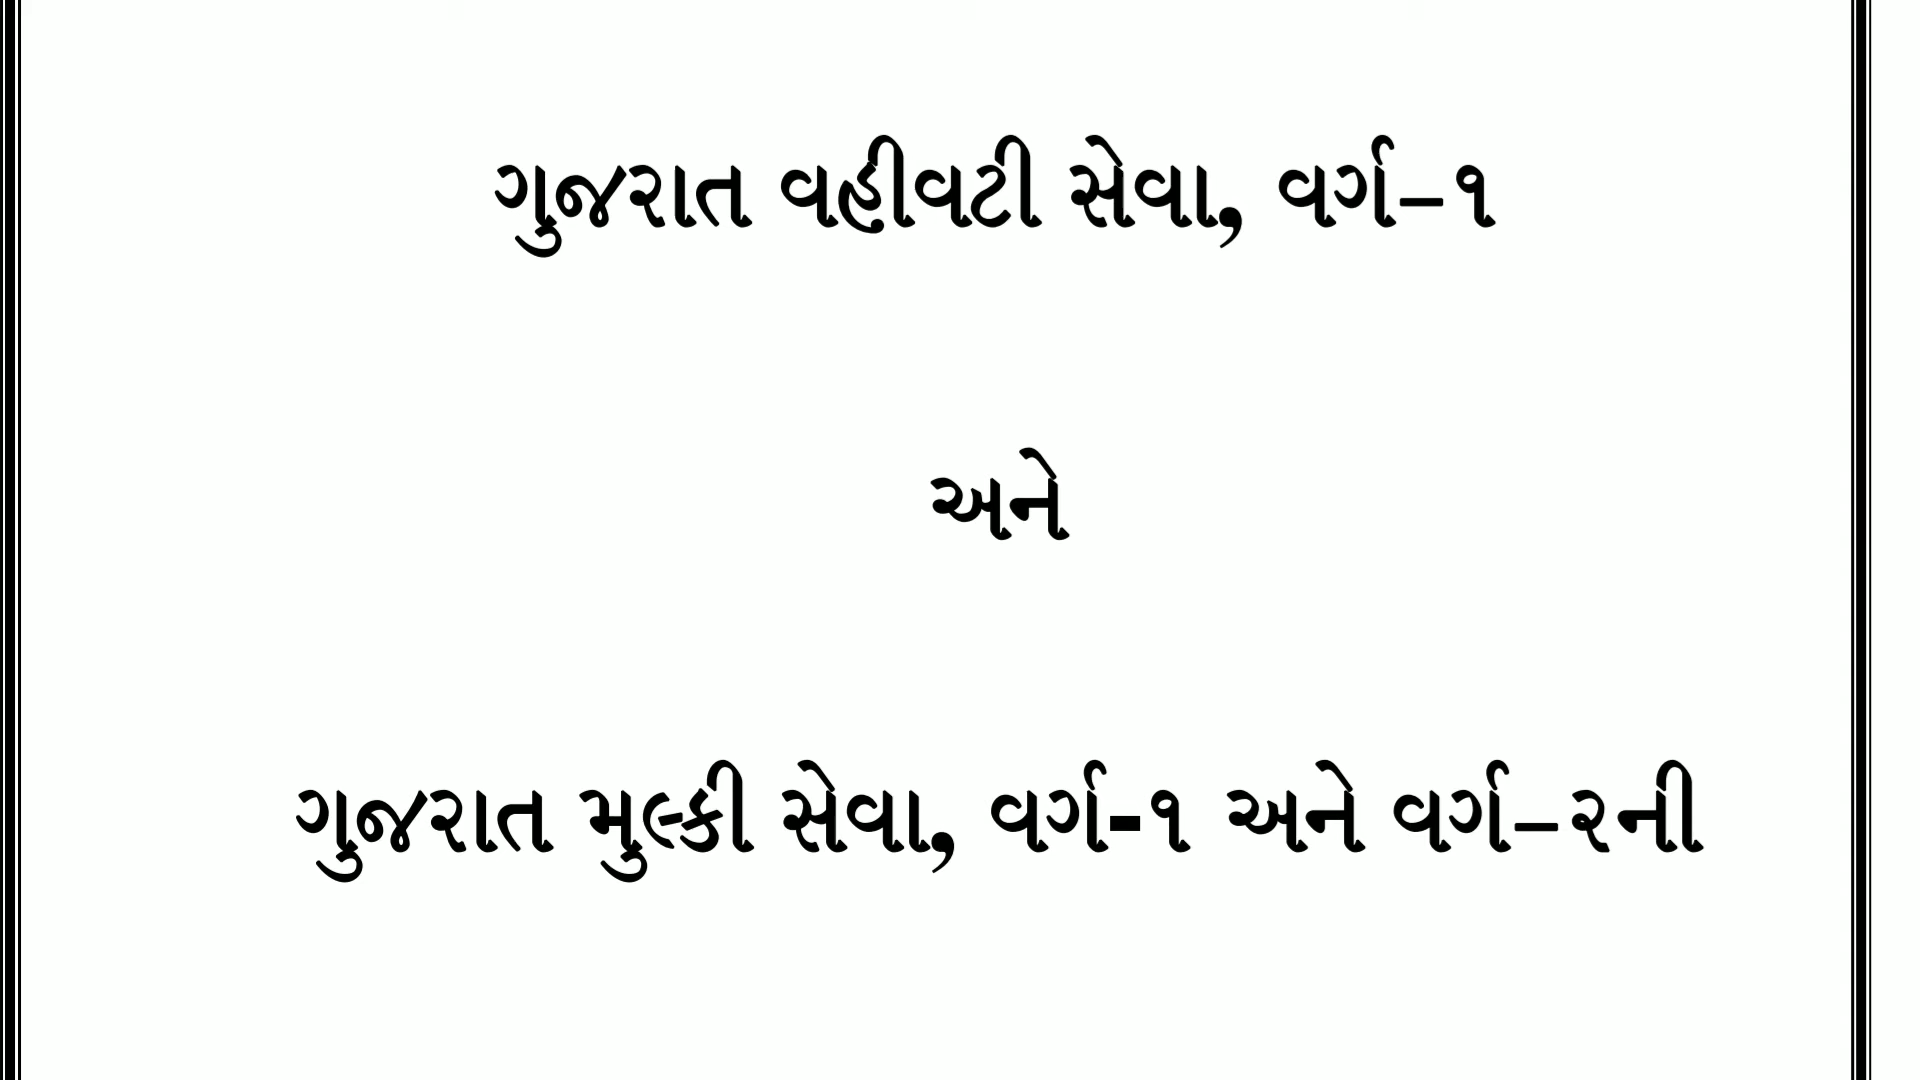 ગુજરાત વહીવટી સેવા, વર્ગ–૧
અને
ગુજરાત મુલ્કી સેવા, વર્ગ-૧ અને વર્ગ–૨ની